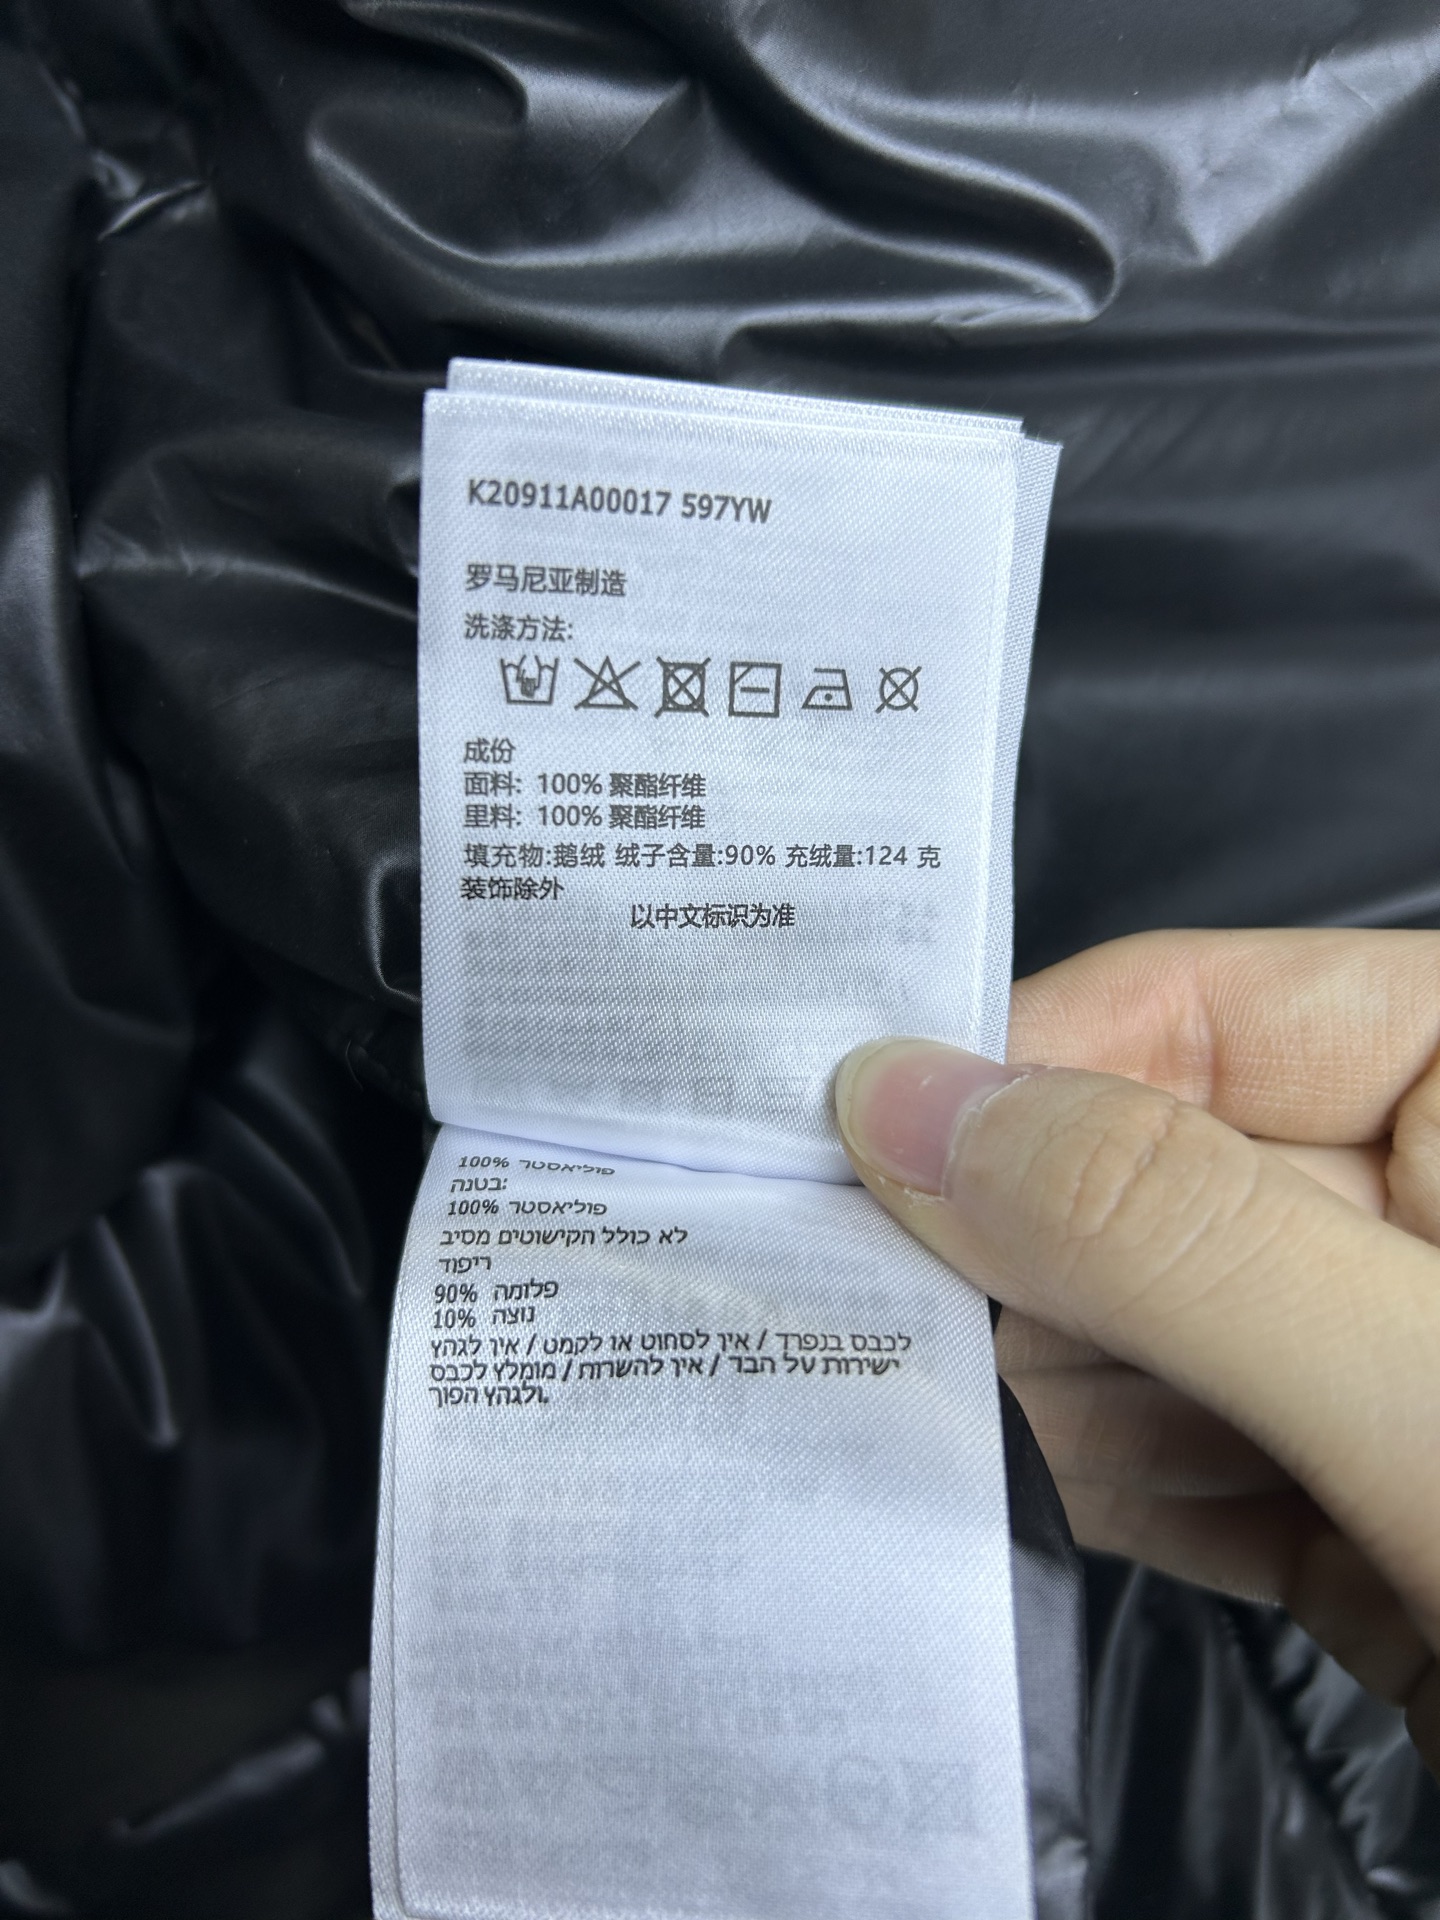 K20911A00017 597YW
罗马尼亚制造
洗涤方法:
成份
面料: 100% 聚酯纤维
里料: 100% 聚酯纤维
填充物:鹅绒 绒子含量:90% 充绒量:124 克
装饰除外
以中文标识为准
100% פוליאסטר
בטנה:
100% פוליאסטר
לא כולל הקישוטים מסיב
ריפוד
90% פלומה
10% נוצה
לכבס בנפרד / אין לסחוט או לקמט / אין לגהץ
ישירות על הבד / אין להשרות / מומלץ לכבס
ולגהץ הפוך.